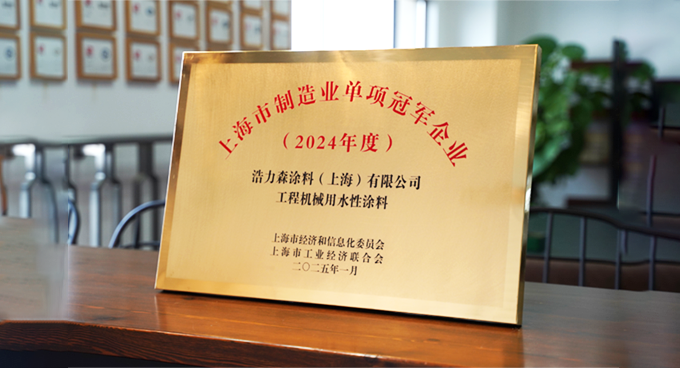 上海市制造业单项冠军企业
（2024年度）
浩力森涂料（上海）有限公司
工程机械用水性涂料
上海市经济和信息化委员会
上海市工业经济联合会
二〇二五年一月